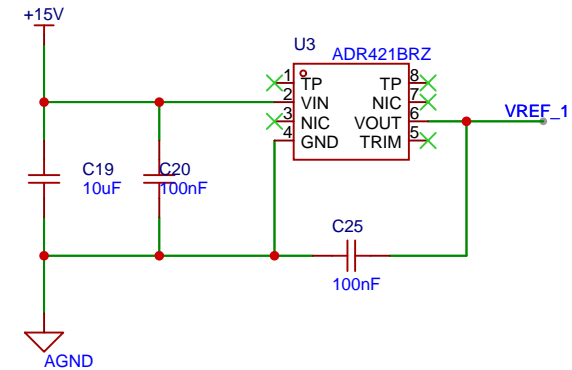 +15V
U3
ADR421BRZ
1 TP TP 8
2 VIN NIC 7
3 NIC VOUT 6
4 GND TRIM 5
VREF_1
C19
10uF
C20
100nF
C25
100nF
AGND